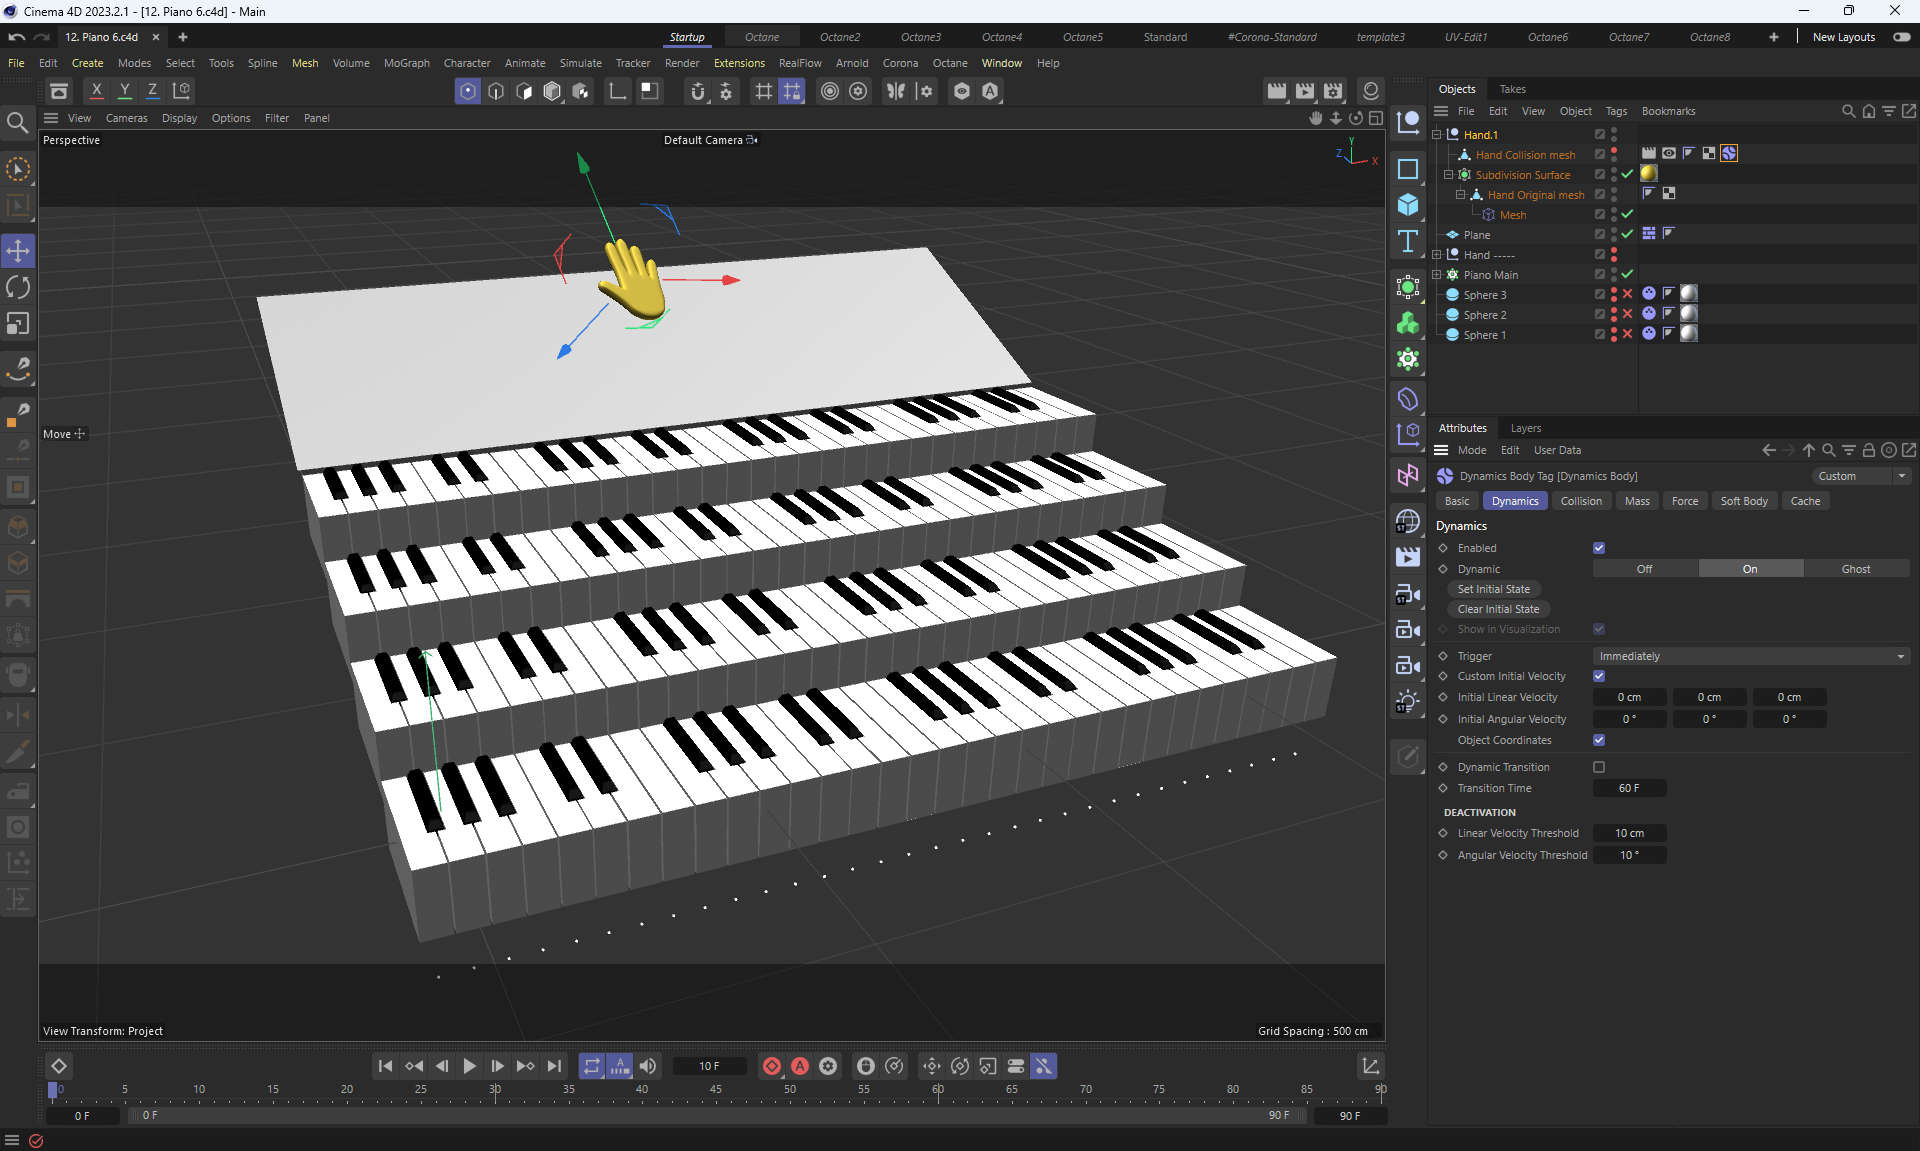 Cinema 4D 2023.2.1 - [12. Piano 6.c4d] - Main
12. Piano 6.c4d
Startup Octane Octane2 Octane3 Octane4 Octane5 Standard #Corona-Standard template3 UV-Edit1 Octane6 Octane7 Octane8 New Layouts
File Edit Create Modes Select Tools Spline Mesh Volume MoGraph Character Animate Simulate Tracker Render Extensions RealFlow Arnold Corona Octane Window Help
X Y Z
View Cameras Display Options Filter Panel
Perspective
Default Camera
Y
Z
X
Move
View Transform: Project
Grid Spacing : 500 cm
Objects Takes
File Edit View Object Tags Bookmarks
Hand.1
Hand Collision mesh
Subdivision Surface
Hand Original mesh
Mesh
Plane
Hand -----
Piano Main
Sphere 3
Sphere 2
Sphere 1
Attributes Layers
Mode Edit User Data
Dynamics Body Tag [Dynamics Body]
Custom
Basic Dynamics Collision Mass Force Soft Body Cache
Dynamics
Enabled
Dynamic Off On Ghost
Set Initial State
Clear Initial State
Show in Visualization
Trigger Immediately
Custom Initial Velocity
Initial Linear Velocity 0 cm 0 cm 0 cm
Initial Angular Velocity 0 ° 0 ° 0 °
Object Coordinates
Dynamic Transition
Transition Time 60 F
DEACTIVATION
Linear Velocity Threshold 10 cm
Angular Velocity Threshold 10 °
ST
ST
ST
10 F
0 5 10 15 20 25 30 35 40 45 50 55 60 65 70 75 80 85 90
0 F 0 F 90 F 90 F